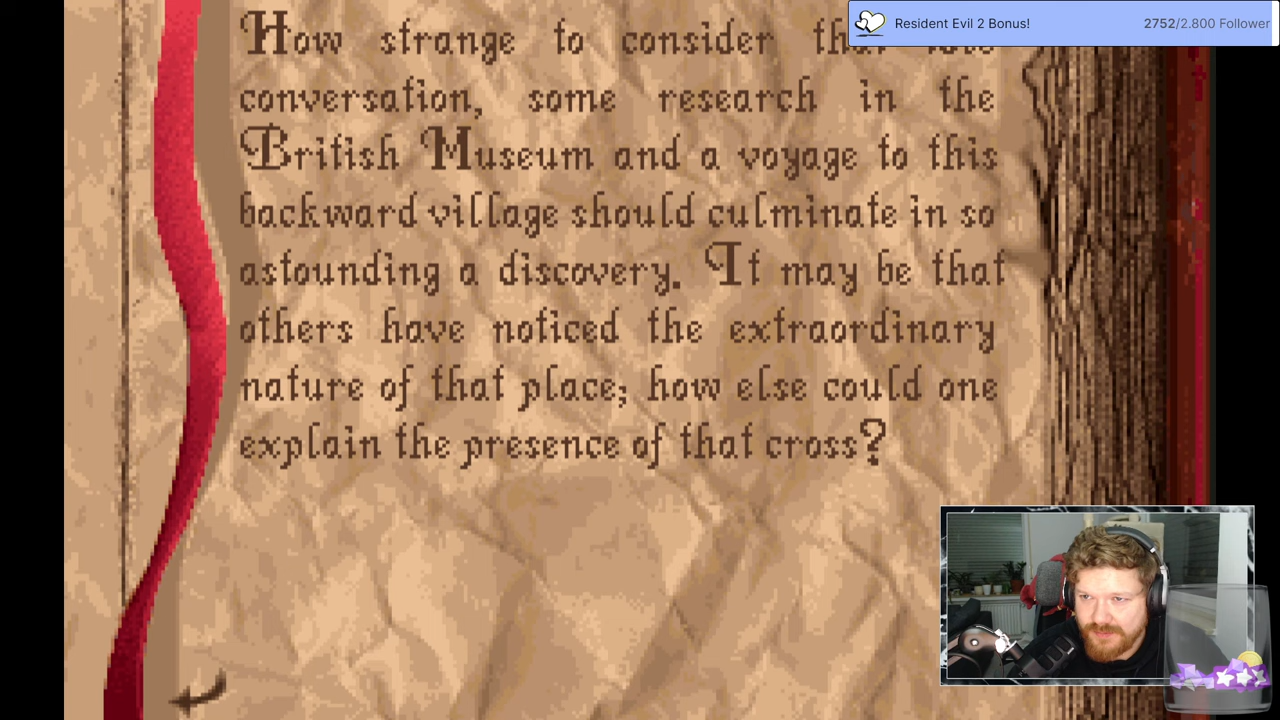 How strange to consider that
conversation, some research in the
British Museum and a voyage to this
backward village should culminate in so
astounding a discovery. It may be that
others have noticed the extraordinary
nature of that place; how else could one
explain the presence of that cross?
Resident Evil 2 Bonus!
2752/2.800 Follower